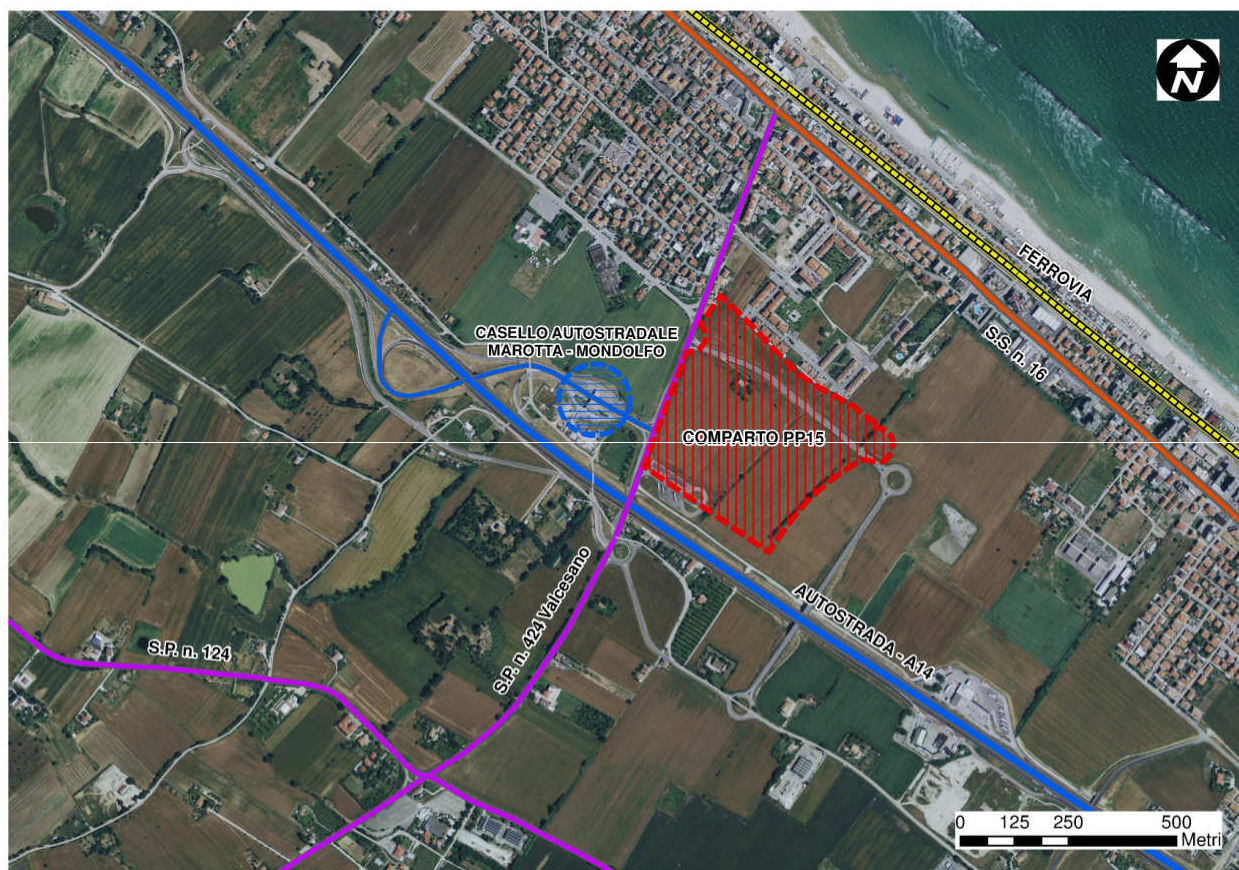 N
FERROVIA
S.S. n. 16
CASELLO AUTOSTRADALE
MAROTTA - MONDOLFO
COMPARTO PP15
AUTOSTRADA - A14
S.P. n. 424 Valcesano
S.P. n. 124
0 125 250 500
Metri